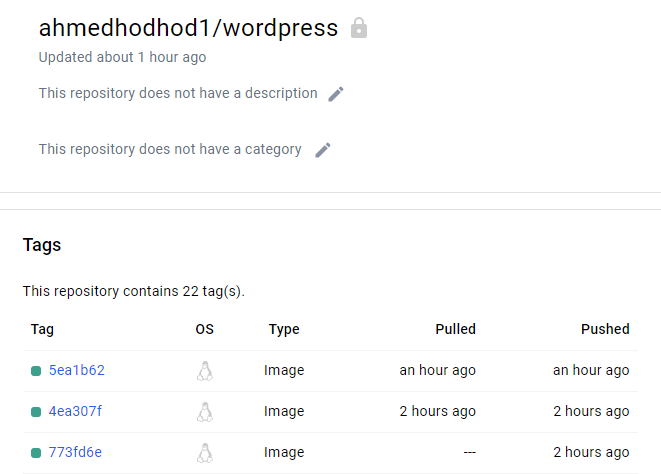 ahmedhodhod1/wordpress
Updated about 1 hour ago
This repository does not have a description
This repository does not have a category
Tags
This repository contains 22 tag(s).
Tag OS Type Pulled Pushed
5ea1b62 Image an hour ago an hour ago
4ea307f Image 2 hours ago 2 hours ago
773fd6e Image --- 2 hours ago